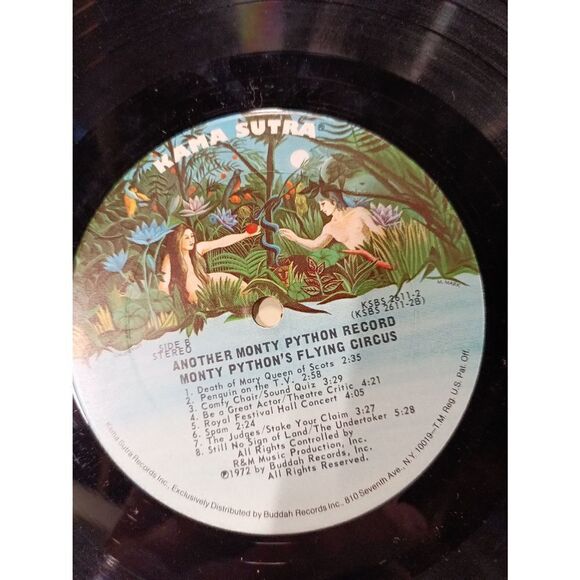 KAMA SUTRA
M. MARK
SIDE B
STEREO
KSBS 2611-2
(KSBS 2611-2B)
ANOTHER MONTY PYTHON RECORD
MONTY PYTHON'S FLYING CIRCUS
1. Death of Mary Queen of Scots 2:35
2. Penguin on the T.V. 2:58
3. Comfy Chair/Sound Quiz 3:29
4. Be a Great Actor/Theatre Critic 4:21
5. Royal Festival Hall Concert 4:05
6. Spam 2:24
7. The Judges/Stake Your Claim 3:27
8. Still No Sign of Land/The Undertaker 5:28
All Rights Controlled by
R&M Music Production, Inc.
℗1972 by Buddah Records, Inc.
All Rights Reserved.
Kama Sutra Records Inc., Exclusively Distributed by Buddah Records Inc., 810 Seventh Ave., N.Y. 10019—T.M. Reg. U.S. Pat. Off.